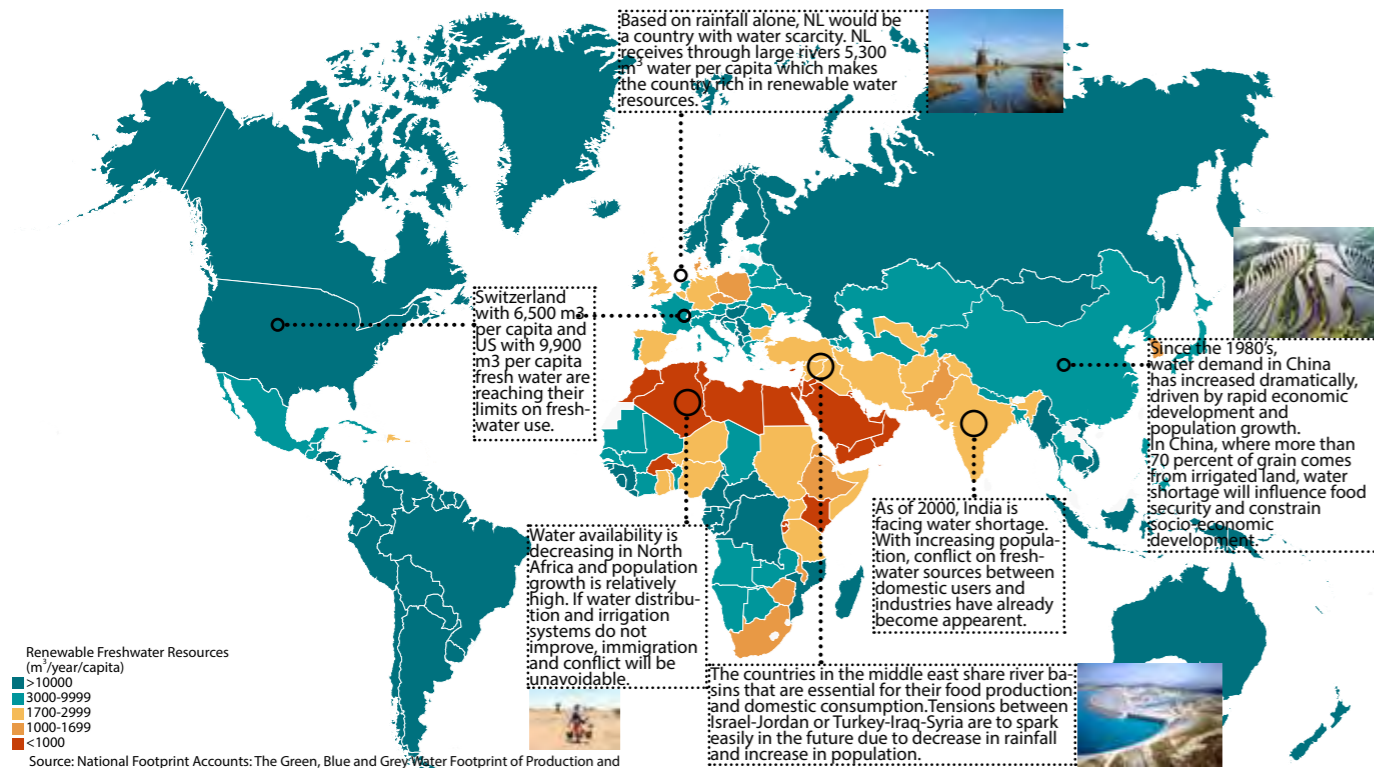 Based on rainfall alone, NL would be
a country with water scarcity. NL
receives through large rivers 5,300
m³ water per capita which makes
the country rich in renewable water
resources.
Switzerland
with 6,500 m3
per capita and
US with 9,900
m3 per capita
fresh water are
reaching their
limits on fresh-
water use.
Since the 1980's,
water demand in China
has increased dramatically,
driven by rapid economic
development and
population growth.
In China, where more than
70 percent of grain comes
from irrigated land, water
shortage will influence food
security and constrain
socio-economic
development.
As of 2000, India is
facing water shortage.
With increasing popula-
tion, conflict on fresh-
water sources between
domestic users and
industries have already
become apparent.
Water availability is
decreasing in North
Africa and population
growth is relatively
high. If water distribu-
tion and irrigation
systems do not
improve, immigration
and conflict will be
unavoidable.
The countries in the middle east share river ba-
sins that are essential for their food production
and domestic consumption.Tensions between
Israel-Jordan or Turkey-Iraq-Syria are to spark
easily in the future due to decrease in rainfall
and increase in population.
Renewable Freshwater Resources
(m³/year/capita)
>10000
3000-9999
1700-2999
1000-1699
<1000
Source: National Footprint Accounts: The Green, Blue and Grey Water Footprint of Production and